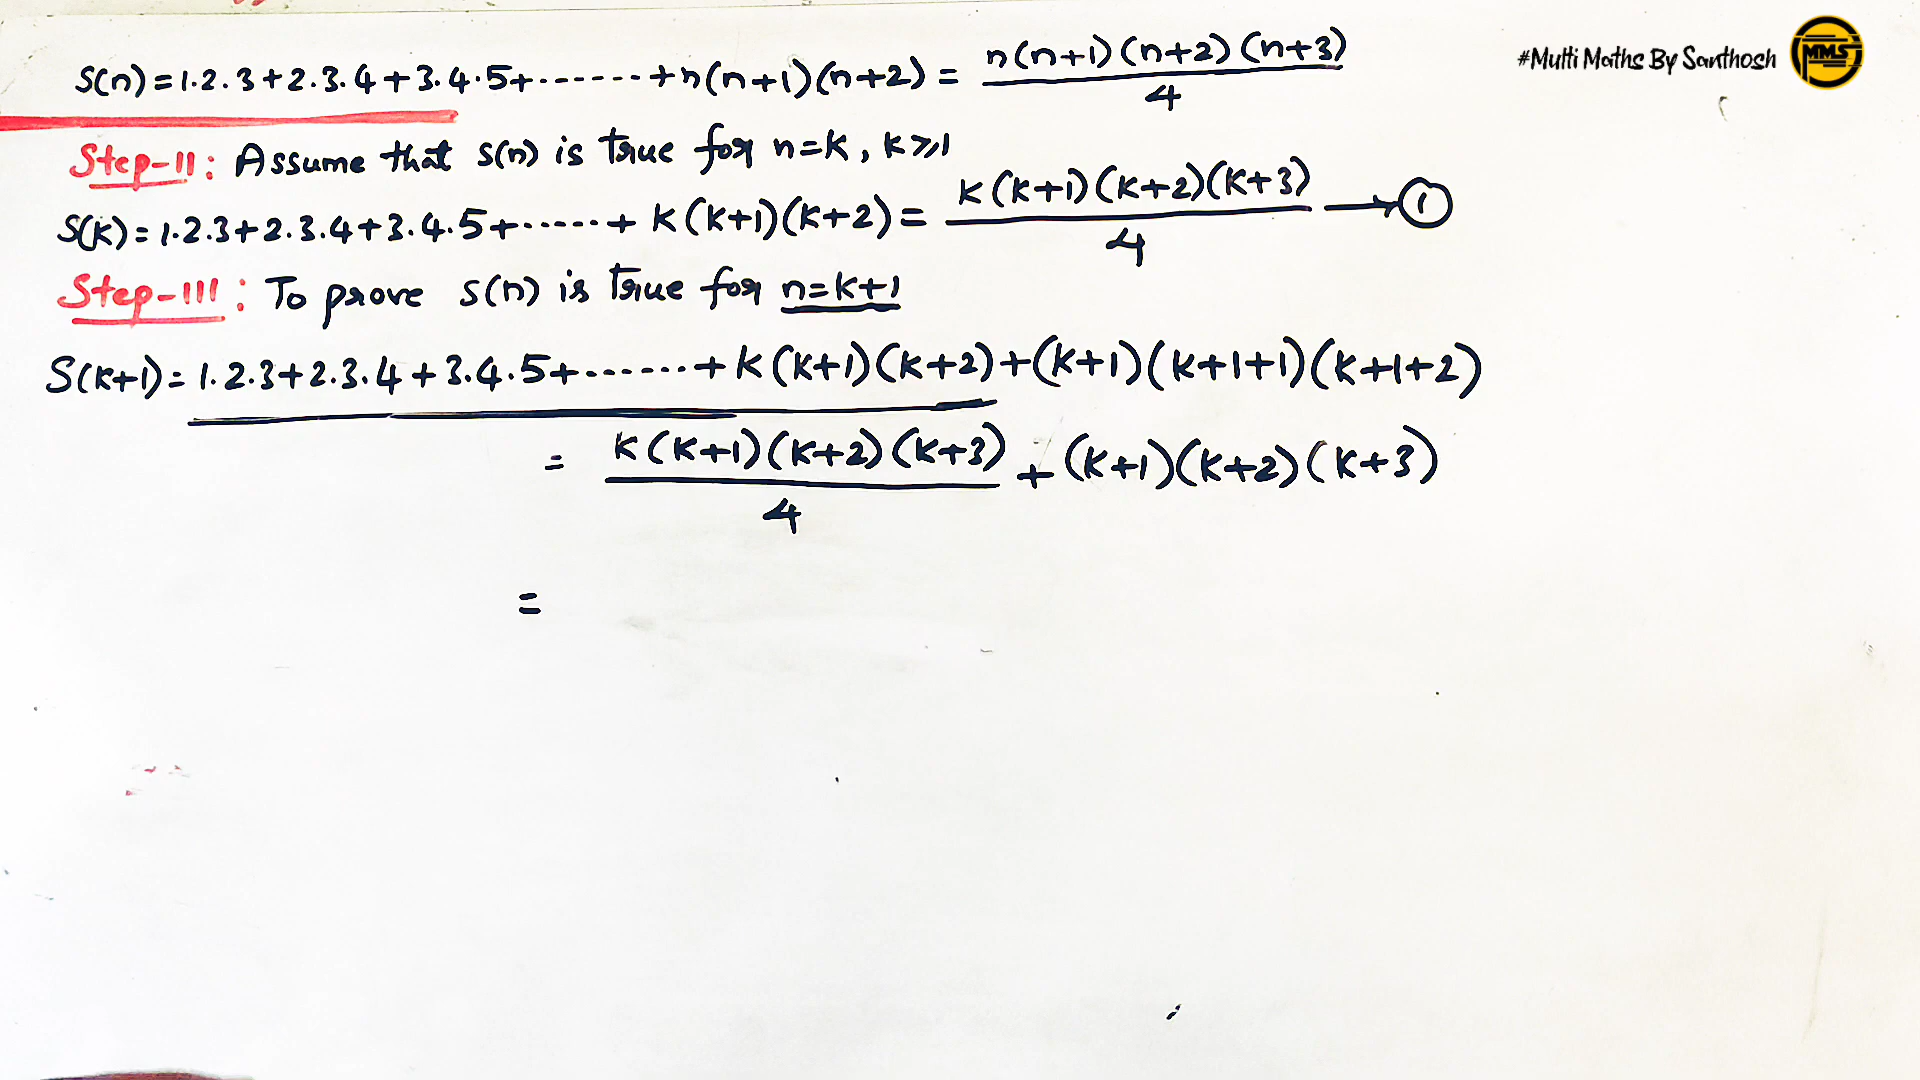 #Multi Maths By Santhosh
MMS
S(n) = 1.2.3 + 2.3.4 + 3.4.5 + ....... + n(n+1)(n+2) = n(n+1)(n+2)(n+3) / 4
Step-II : Assume that S(n) is true for n=k, k≥1
S(k) = 1.2.3 + 2.3.4 + 3.4.5 + ...... + k(k+1)(k+2) = k(k+1)(k+2)(k+3) / 4 → ①
Step-III : To prove S(n) is true for n=k+1
S(k+1) = 1.2.3 + 2.3.4 + 3.4.5 + ....... + k(k+1)(k+2) + (k+1)(k+1+1)(k+1+2)
= k(k+1)(k+2)(k+3) / 4 + (k+1)(k+2)(k+3)
=